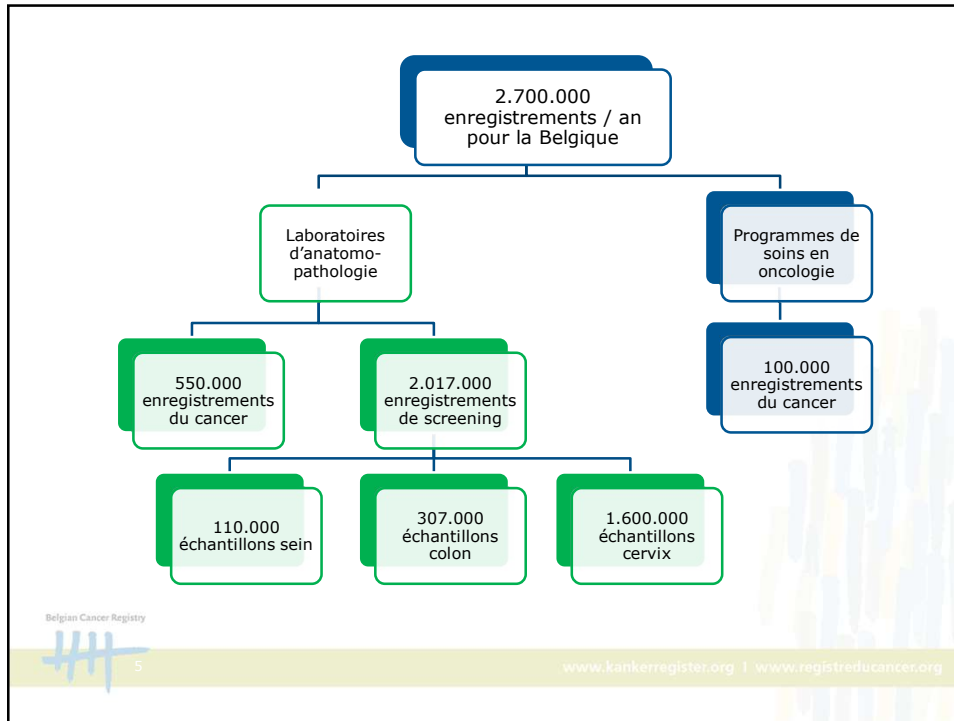 2.700.000
enregistrements / an
pour la Belgique
Laboratoires
d'anatomo-
pathologie
Programmes de
soins en
oncologie
550.000
enregistrements
du cancer
2.017.000
enregistrements
de screening
100.000
enregistrements
du cancer
110.000
échantillons sein
307.000
échantillons
colon
1.600.000
échantillons
cervix
Belgian Cancer Registry
5
www.kankerregister.org I www.registreducancer.org